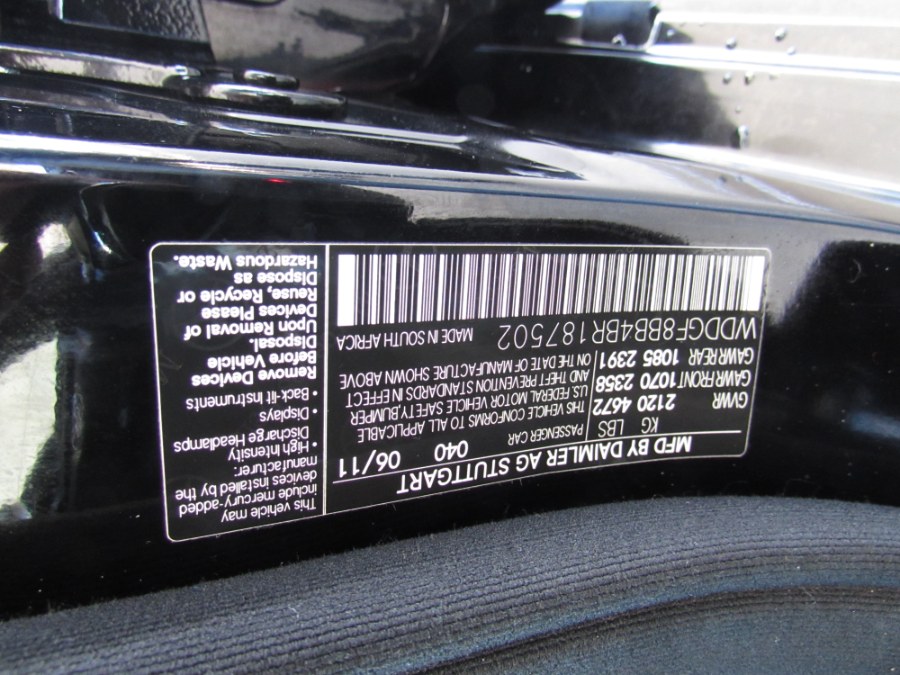 MFD BY DAIMLER AG STUTTGART
06/11
PASSENGER CAR
040
KG
LBS
GVWR
2120
4672
GAWR FRONT
1070
2358
GAWR REAR
1085
2391
THIS VEHICLE CONFORMS TO ALL APPLICABLE
U.S. FEDERAL MOTOR VEHICLE SAFETY, BUMPER
AND THEFT PREVENTION STANDARDS IN EFFECT
ON THE DATE OF MANUFACTURE SHOWN ABOVE
WDDGF8BB4BR187502
MADE IN SOUTH AFRICA
This vehicle may
include mercury-added
devices installed by the
manufacturer:
• High Intensity
Discharge Headlamps
• Displays
• Back-lit Instruments
Remove Devices
Before Vehicle
Disposal.
Upon Removal of
Devices Please
Reuse, Recycle or
Dispose as
Hazardous Waste.